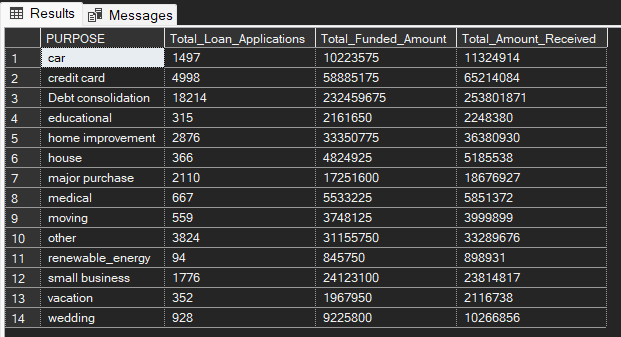 Results Messages
PURPOSE Total_Loan_Applications Total_Funded_Amount Total_Amount_Received
1 car 1497 10223575 11324914
2 credit card 4998 58885175 65214084
3 Debt consolidation 18214 232459675 253801871
4 educational 315 2161650 2248380
5 home improvement 2876 33350775 36380930
6 house 366 4824925 5185538
7 major purchase 2110 17251600 18676927
8 medical 667 5533225 5851372
9 moving 559 3748125 3999899
10 other 3824 31155750 33289676
11 renewable_energy 94 845750 898931
12 small business 1776 24123100 23814817
13 vacation 352 1967950 2116738
14 wedding 928 9225800 10266856